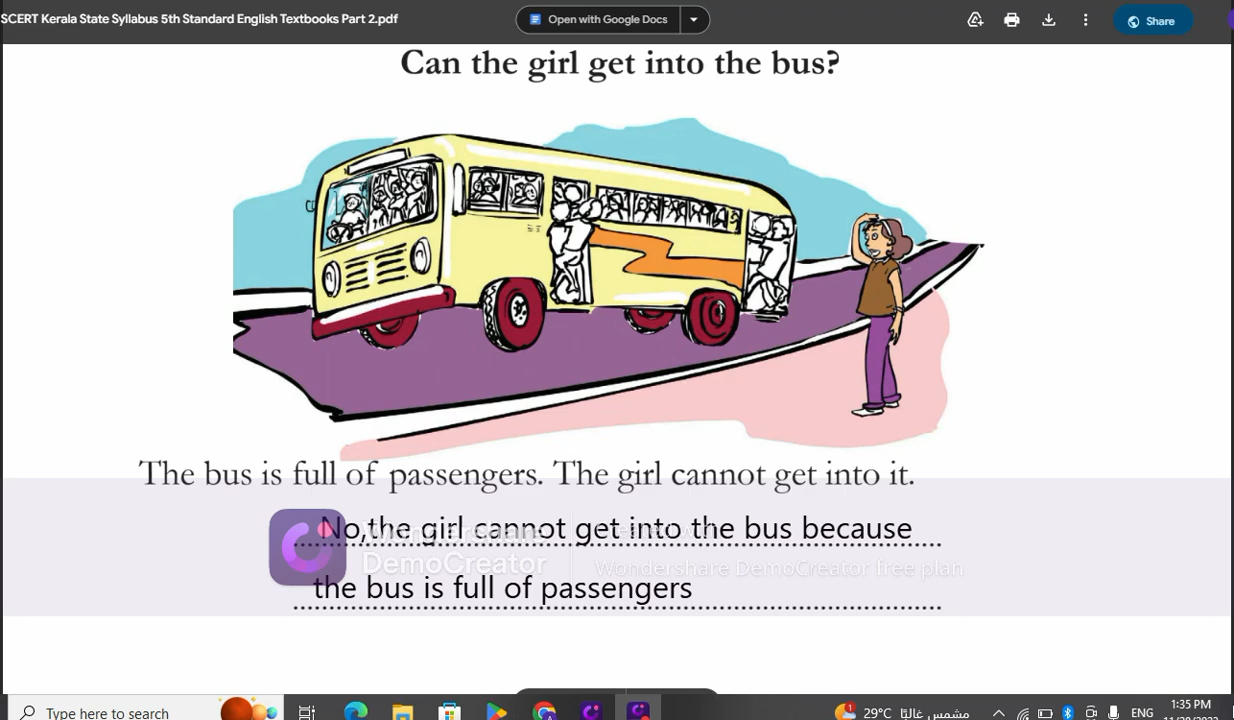 SCERT Kerala State Syllabus 5th Standard English Textbooks Part 2.pdf
Open with Google Docs
Share
Can the girl get into the bus?
The bus is full of passengers. The girl cannot get into it.
No,the girl cannot get into the bus because
Created with
Wondershare
DemoCreator
Wondershare DemoCreator free plan
the bus is full of passengers
Type here to search
29°C مشمس غالبًا
ENG
1:35 PM